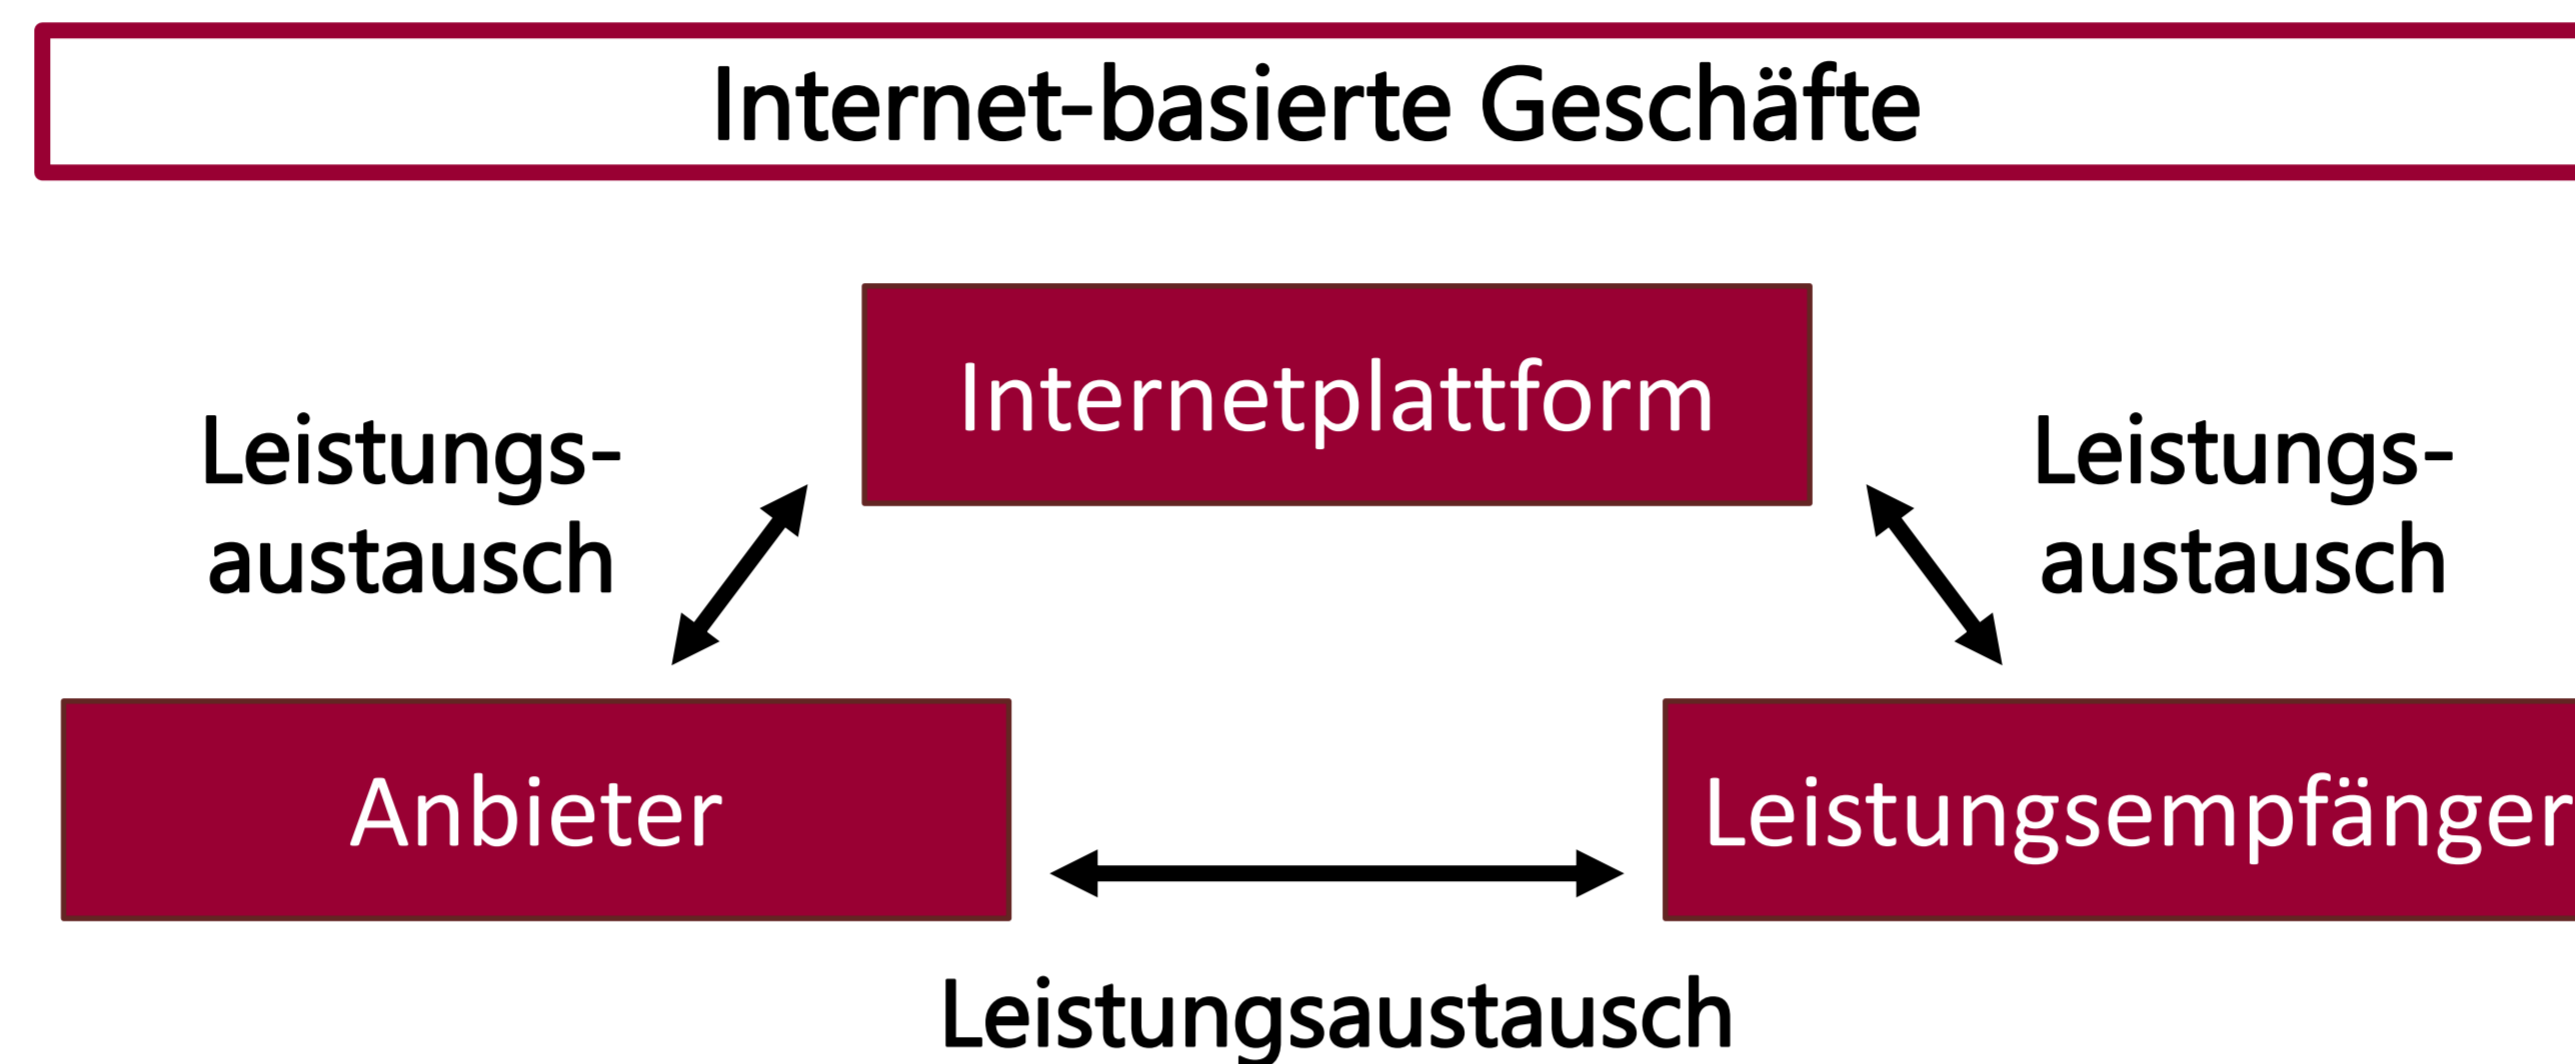 Internet-basierte Geschäfte
Internetplattform
Leistungs-
austausch
Leistungs-
austausch
Anbieter
Leistungsempfänger
Leistungsaustausch